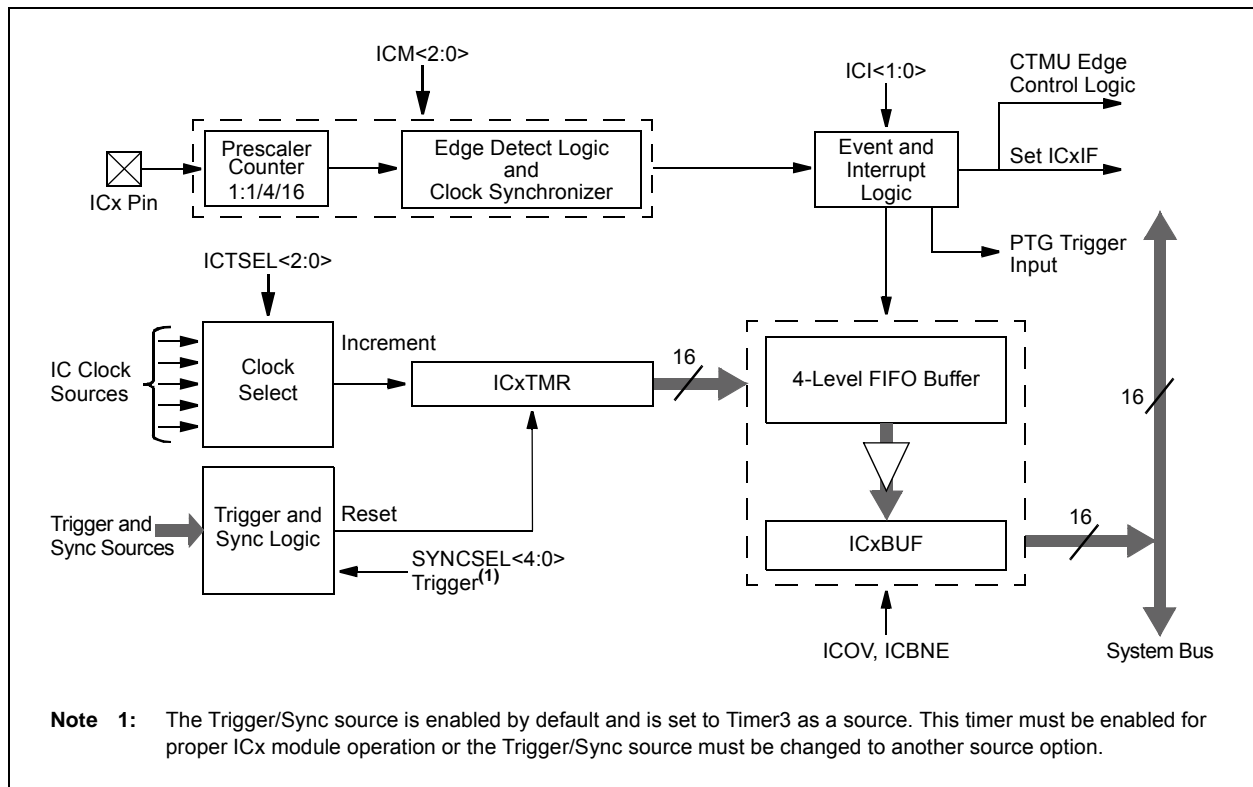 ICM<2:0>
ICI<1:0>
CTMU Edge
Control Logic
Prescaler
Counter
1:1/4/16
Edge Detect Logic
and
Clock Synchronizer
Event and
Interrupt
Logic
Set ICxIF
ICx Pin
PTG Trigger
Input
ICTSEL<2:0>
IC Clock
Sources
Clock
Select
Increment
ICxTMR
16
4-Level FIFO Buffer
16
Trigger and
Sync Sources
Trigger and
Sync Logic
Reset
SYNCSEL<4:0>
Trigger(1)
ICxBUF
16
ICOV, ICBNE
System Bus
Note 1: The Trigger/Sync source is enabled by default and is set to Timer3 as a source. This timer must be enabled for
proper ICx module operation or the Trigger/Sync source must be changed to another source option.